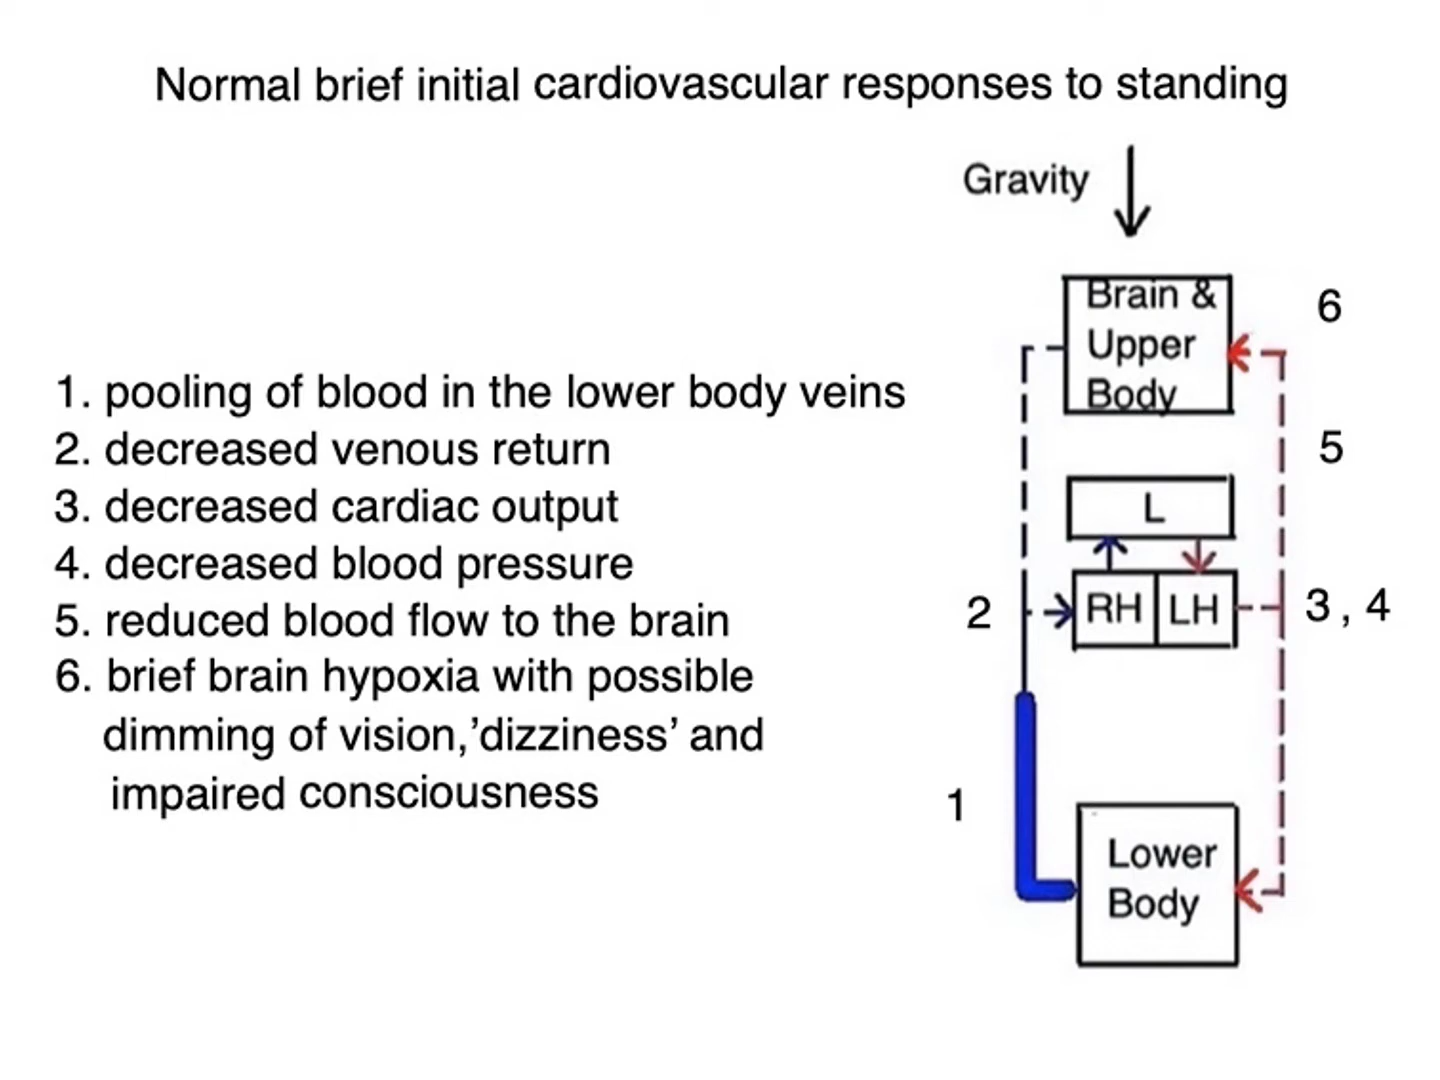 Normal brief initial cardiovascular responses to standing
Gravity
Brain &
Upper
Body
6
5
L
RH LH
2
3 , 4
1
Lower
Body
1. pooling of blood in the lower body veins
2. decreased venous return
3. decreased cardiac output
4. decreased blood pressure
5. reduced blood flow to the brain
6. brief brain hypoxia with possible
dimming of vision,’dizziness’ and
impaired consciousness